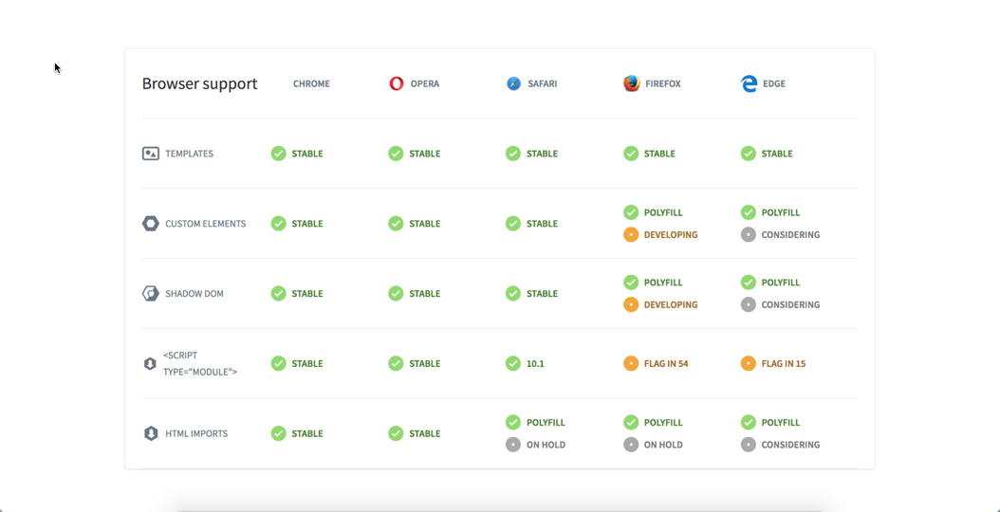 Browser support CHROME OPERA SAFARI FIREFOX EDGE
TEMPLATES STABLE STABLE STABLE STABLE STABLE
CUSTOM ELEMENTS STABLE STABLE STABLE POLYFILL POLYFILL
DEVELOPING CONSIDERING
SHADOW DOM STABLE STABLE STABLE POLYFILL POLYFILL
DEVELOPING CONSIDERING
<SCRIPT
TYPE="MODULE"> STABLE STABLE 10.1 FLAG IN 54 FLAG IN 15
HTML IMPORTS STABLE STABLE POLYFILL POLYFILL POLYFILL
ON HOLD ON HOLD CONSIDERING